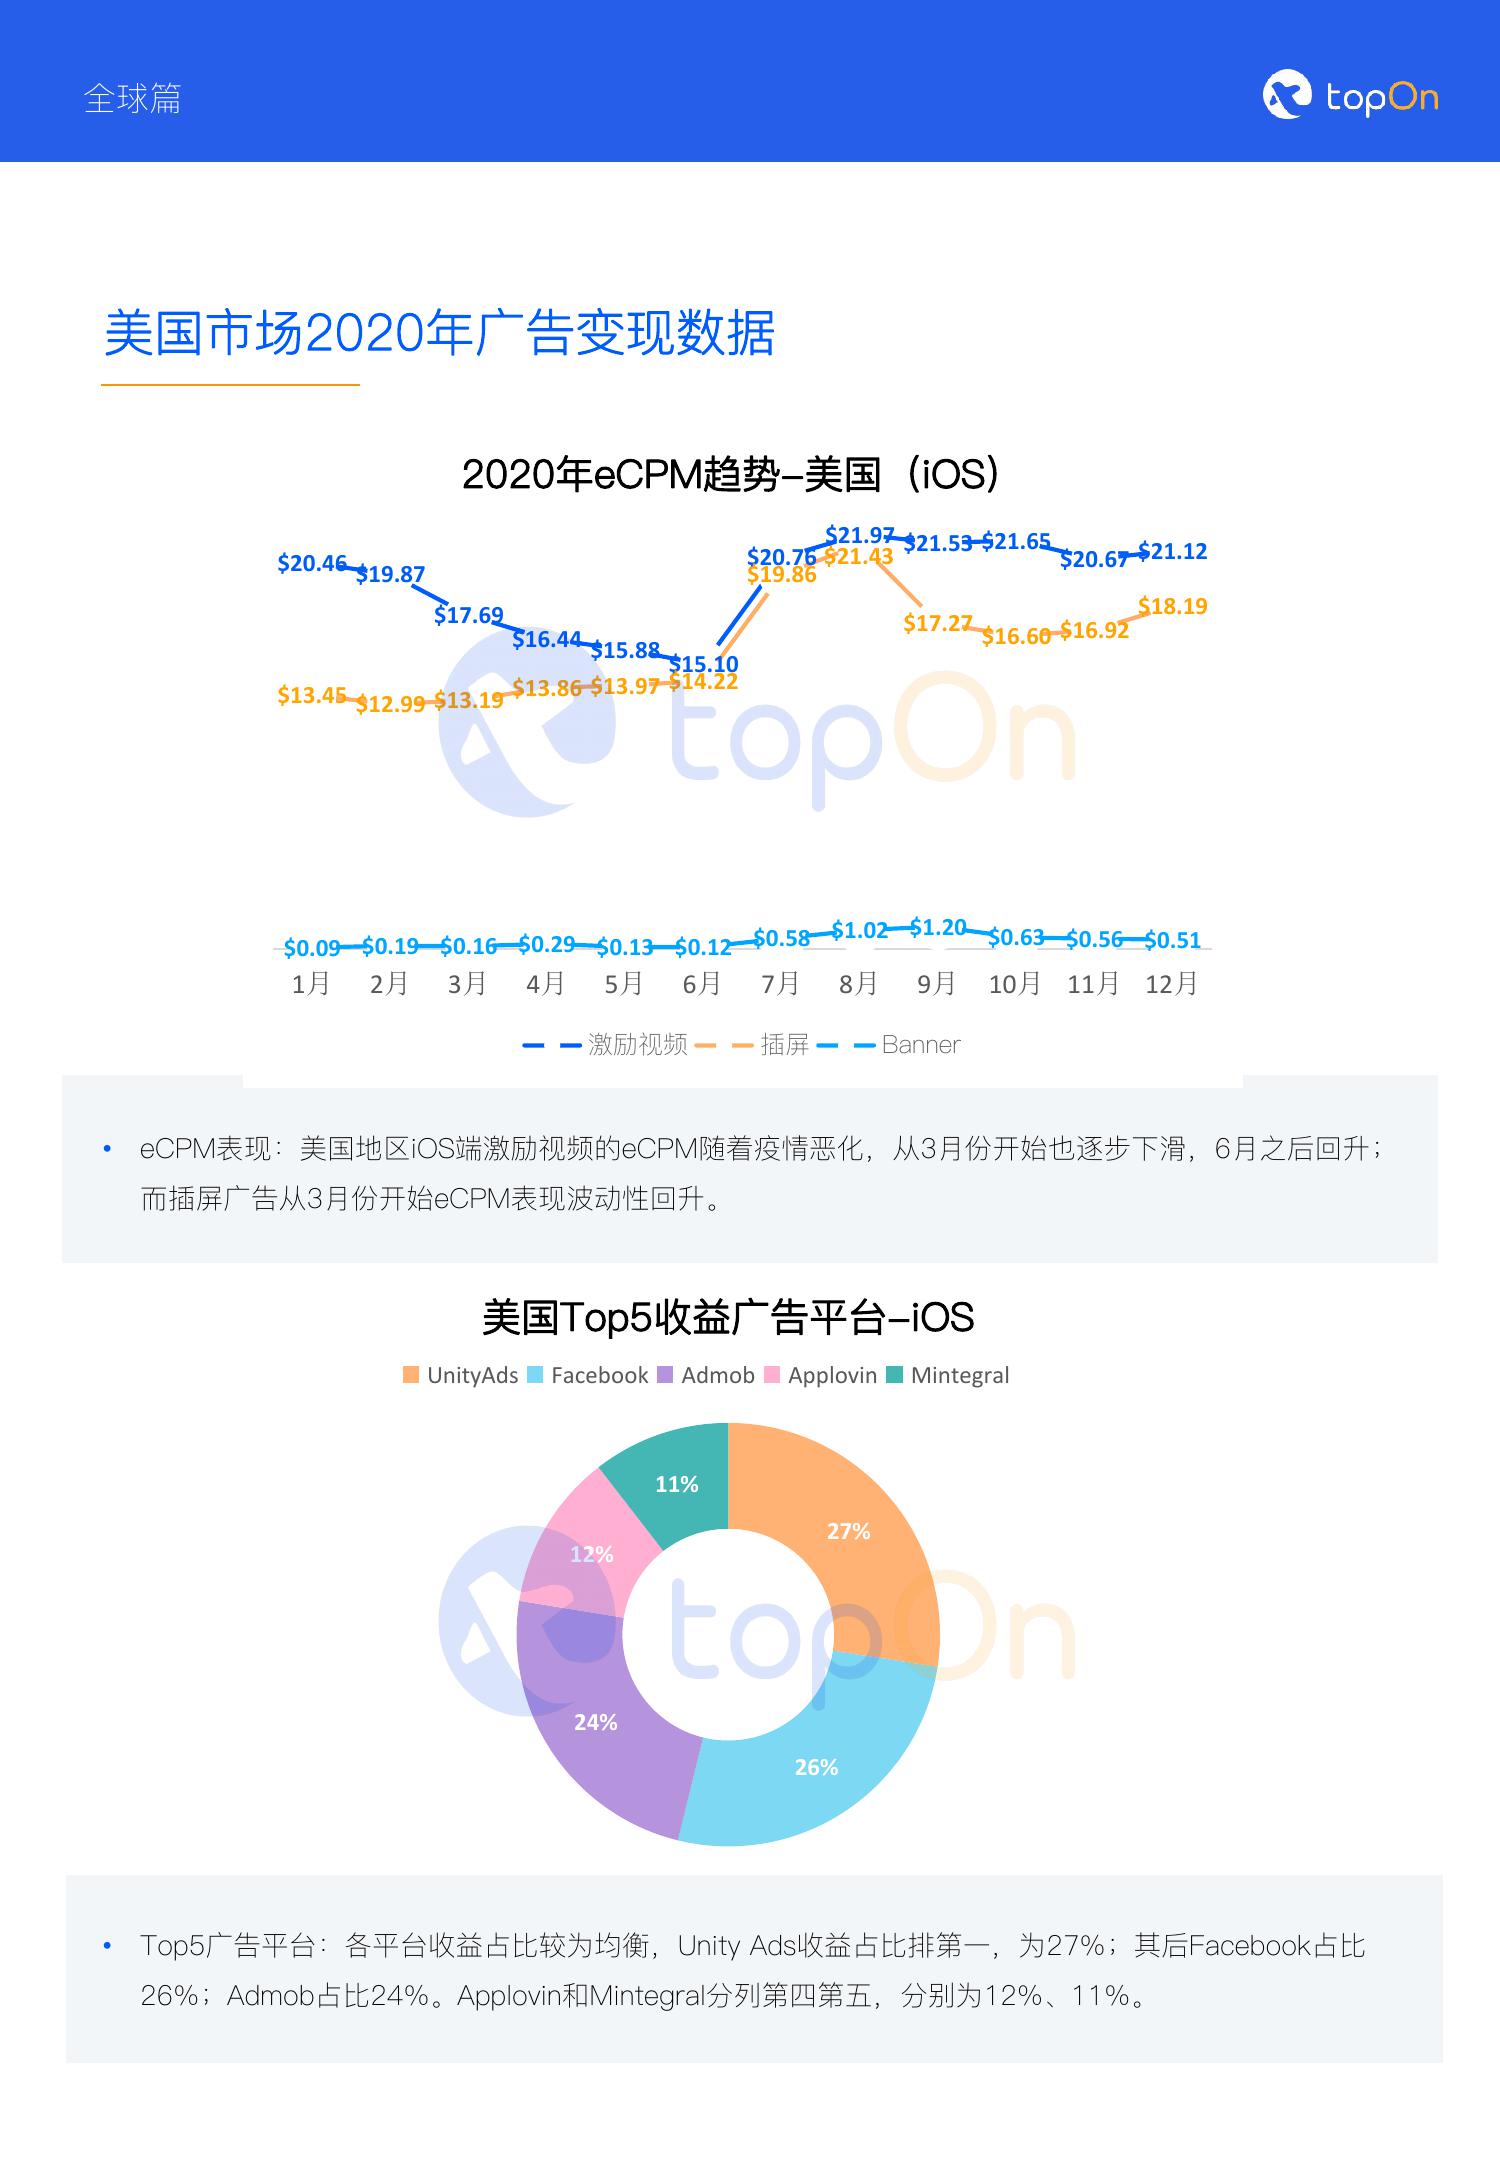 全球篇
topOn
美国市场2020年广告变现数据
2020年eCPM趋势-美国（iOS）
$20.46 $19.87 $17.69 $16.44 $15.88 $15.10 $20.76 $21.97 $21.53 $21.65 $20.67 $21.12
$13.45 $12.99 $13.19 $13.86 $13.97 $14.22 $19.86 $21.43 $17.27 $16.60 $16.92 $18.19
topOn
$0.09 $0.19 $0.16 $0.29 $0.13 $0.12 $0.58 $1.02 $1.20 $0.63 $0.56 $0.51
1月 2月 3月 4月 5月 6月 7月 8月 9月 10月 11月 12月
激励视频 插屏 Banner
• eCPM表现：美国地区iOS端激励视频的eCPM随着疫情恶化，从3月份开始也逐步下滑，6月之后回升；
而插屏广告从3月份开始eCPM表现波动性回升。
美国Top5收益广告平台-iOS
UnityAds Facebook Admob Applovin Mintegral
11%
27%
12%
topOn
24%
26%
• Top5广告平台：各平台收益占比较为均衡，Unity Ads收益占比排第一，为27%；其后Facebook占比
26%；Admob占比24%。Applovin和Mintegral分列第四第五，分别为12%、11%。